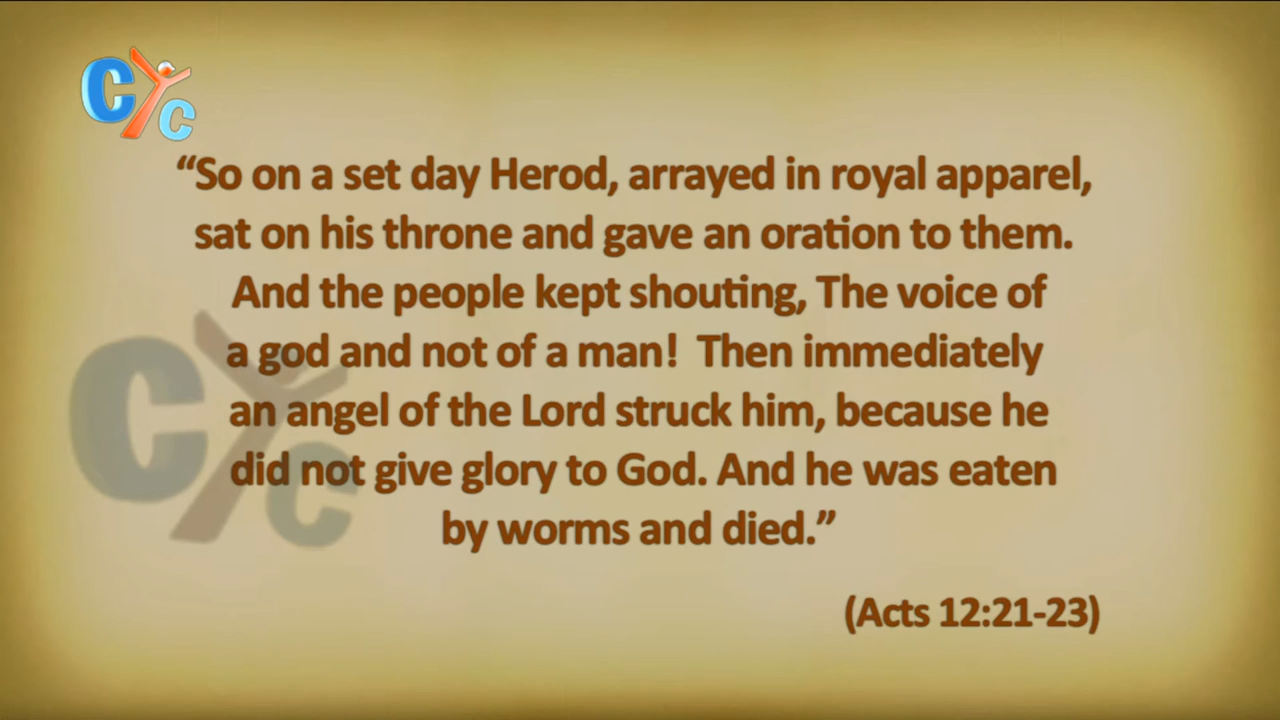 CYC
“So on a set day Herod, arrayed in royal apparel,
sat on his throne and gave an oration to them.
And the people kept shouting, The voice of
a god and not of a man!  Then immediately
an angel of the Lord struck him, because he
did not give glory to God. And he was eaten
by worms and died.”
(Acts 12:21-23)
CYC